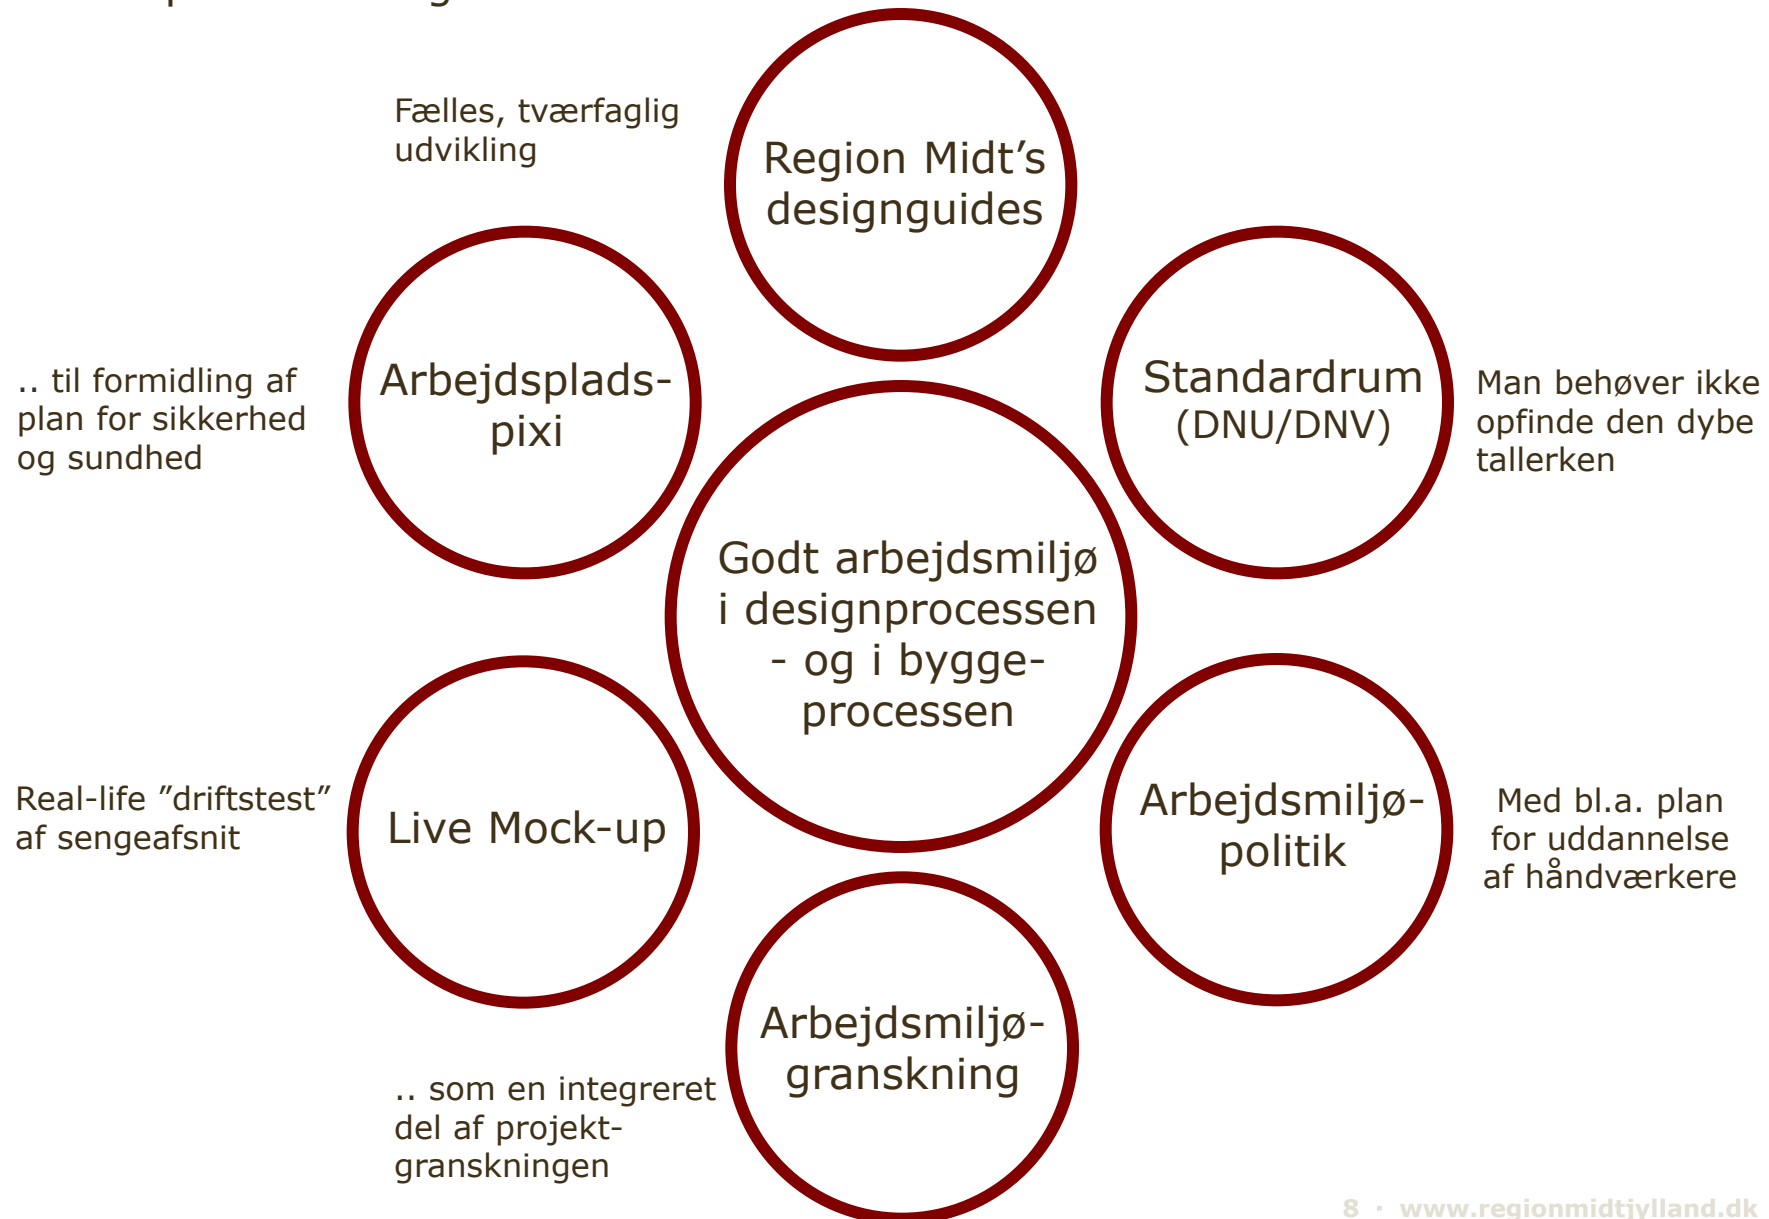 Fælles, tværfaglig
udvikling
Region Midt’s
designguides
Arbejdsplads-
pixi
.. til formidling af
plan for sikkerhed
og sundhed
Standardrum
(DNU/DNV)
Man behøver ikke
opfinde den dybe
tallerken
Godt arbejdsmiljø
i designprocessen
- og i bygge-
processen
Real-life ”driftstest”
af sengeafsnit
Live Mock-up
Arbejdsmiljø-
politik
Med bl.a. plan
for uddannelse
af håndværkere
Arbejdsmiljø-
granskning
.. som en integreret
del af projekt-
granskningen
8 · www.regionmidtjylland.dk